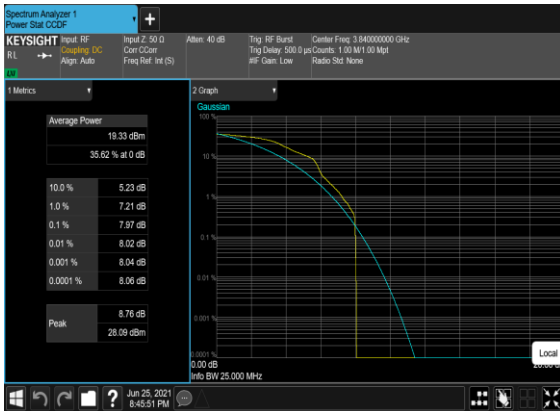 Spectrum Analyzer 1
Power Stat CCDF
+
KEYSIGHT
RL
LXI
Input: RF
Coupling: DC
Align: Auto
Input Z: 50 Ω
Corr CCorr
Freq Ref: Int (S)
Atten: 40 dB
Trig: RF Burst
Trig Delay: 500.0 µs
#IF Gain: Low
Center Freq: 3.840000000 GHz
Counts: 1.00 M/1.00 Mpt
Radio Std: None
1 Metrics
Average Power
19.33 dBm
35.62 % at 0 dB
10.0 % 5.23 dB
1.0 % 7.21 dB
0.1 % 7.97 dB
0.01 % 8.02 dB
0.001 % 8.04 dB
0.0001 % 8.06 dB
Peak
8.76 dB
28.09 dBm
2 Graph
Gaussian
100 %
10 %
1 %
0.1 %
0.01 %
0.001 %
0.0001 %
0.00 dB
Info BW 25.000 MHz
Local
?
Jun 25, 2021
8:45:51 PM